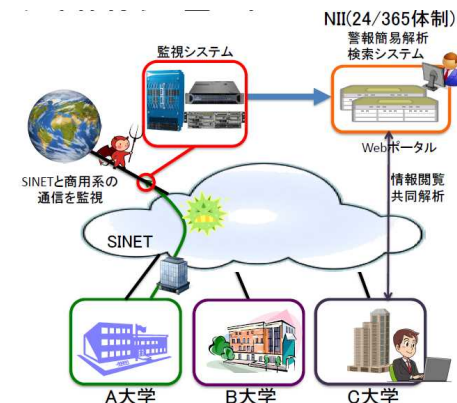 NII(24/365体制)
警報簡易解析
検索システム
監視システム
Webポータル
SINETと商用系の
通信を監視
情報閲覧
共同解析
SINET
A大学
B大学
C大学